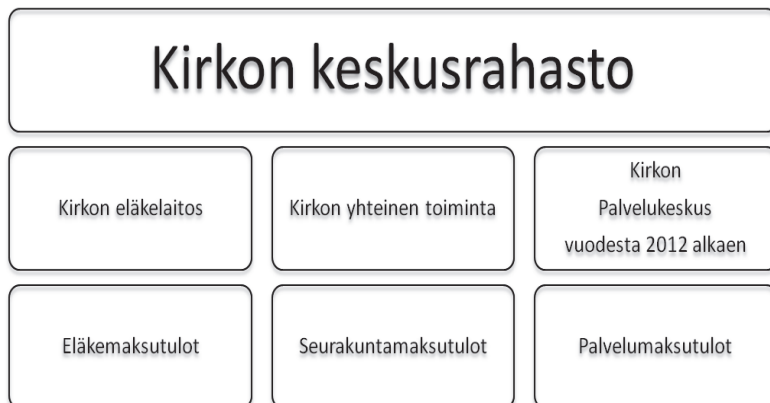 Kirkon keskusrahasto
Kirkon eläkelaitos
Kirkon yhteinen toiminta
Kirkon
Palvelukeskus
vuodesta 2012 alkaen
Eläkemaksutulot
Seurakuntamaksutulot
Palvelumaksutulot